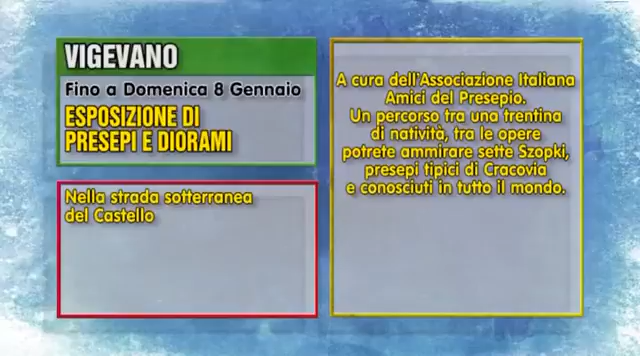 VIGEVANO
Fino a Domenica 8 Gennaio
ESPOSIZIONE DI
PRESEPI E DIORAMI
Nella strada sotterranea
del Castello
A cura dell'Associazione Italiana
Amici del Presepio.
Un percorso tra una trentina
di natività, tra le opere
potrete ammirare sette Szopki,
presepi tipici di Cracovia
e conosciuti in tutto il mondo.